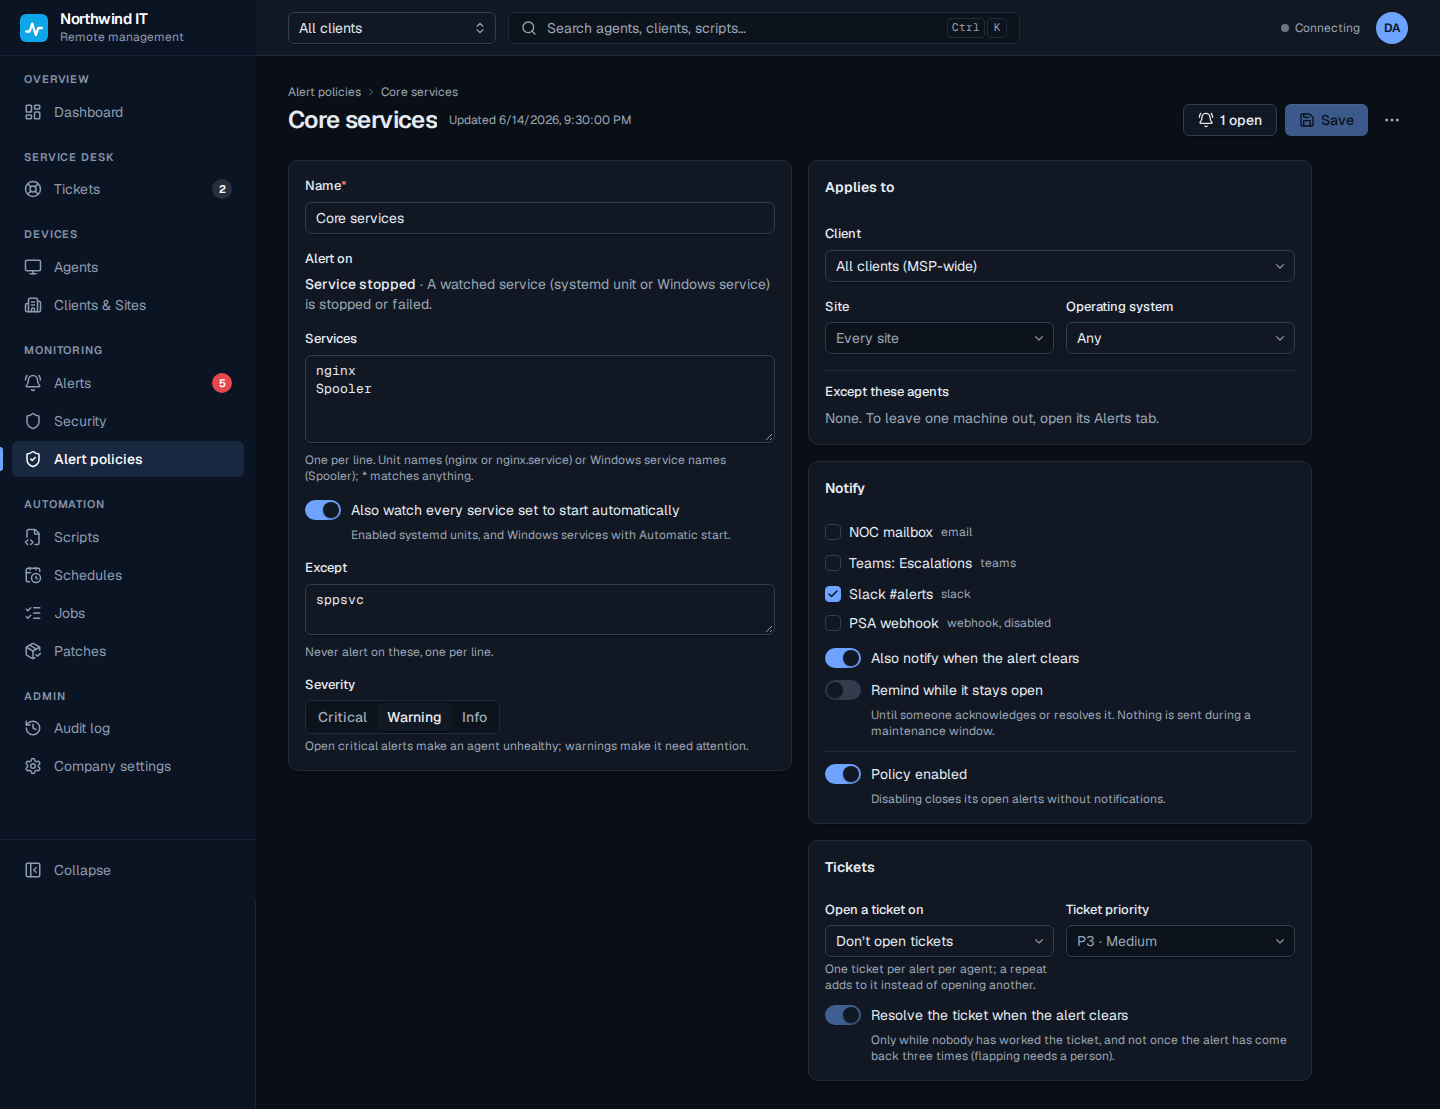 Northwind IT
Remote management
All clients
Search agents, clients, scripts...
Ctrl K
Connecting
DA
OVERVIEW
Dashboard
SERVICE DESK
Tickets
2
DEVICES
Agents
Clients & Sites
MONITORING
Alerts
5
Security
Alert policies
AUTOMATION
Scripts
Schedules
Jobs
Patches
ADMIN
Audit log
Company settings
Collapse
Alert policies > Core services
Core services
Updated 6/14/2026, 9:30:00 PM
1 open
Save
Name*
Core services
Alert on
Service stopped · A watched service (systemd unit or Windows service)
is stopped or failed.
Services
nginx
Spooler
One per line. Unit names (nginx or nginx.service) or Windows service names
(Spooler); * matches anything.
Also watch every service set to start automatically
Enabled systemd units, and Windows services with Automatic start.
Except
sppsvc
Never alert on these, one per line.
Severity
Critical
Warning
Info
Open critical alerts make an agent unhealthy; warnings make it need attention.
Applies to
Client
All clients (MSP-wide)
Site
Operating system
Every site
Any
Except these agents
None. To leave one machine out, open its Alerts tab.
Notify
NOC mailbox email
Teams: Escalations teams
Slack #alerts slack
PSA webhook webhook, disabled
Also notify when the alert clears
Remind while it stays open
Until someone acknowledges or resolves it. Nothing is sent during a
maintenance window.
Policy enabled
Disabling closes its open alerts without notifications.
Tickets
Open a ticket on
Ticket priority
Don't open tickets
P3 · Medium
One ticket per alert per agent; a repeat
adds to it instead of opening another.
Resolve the ticket when the alert clears
Only while nobody has worked the ticket, and not once the alert has come
back three times (flapping needs a person).